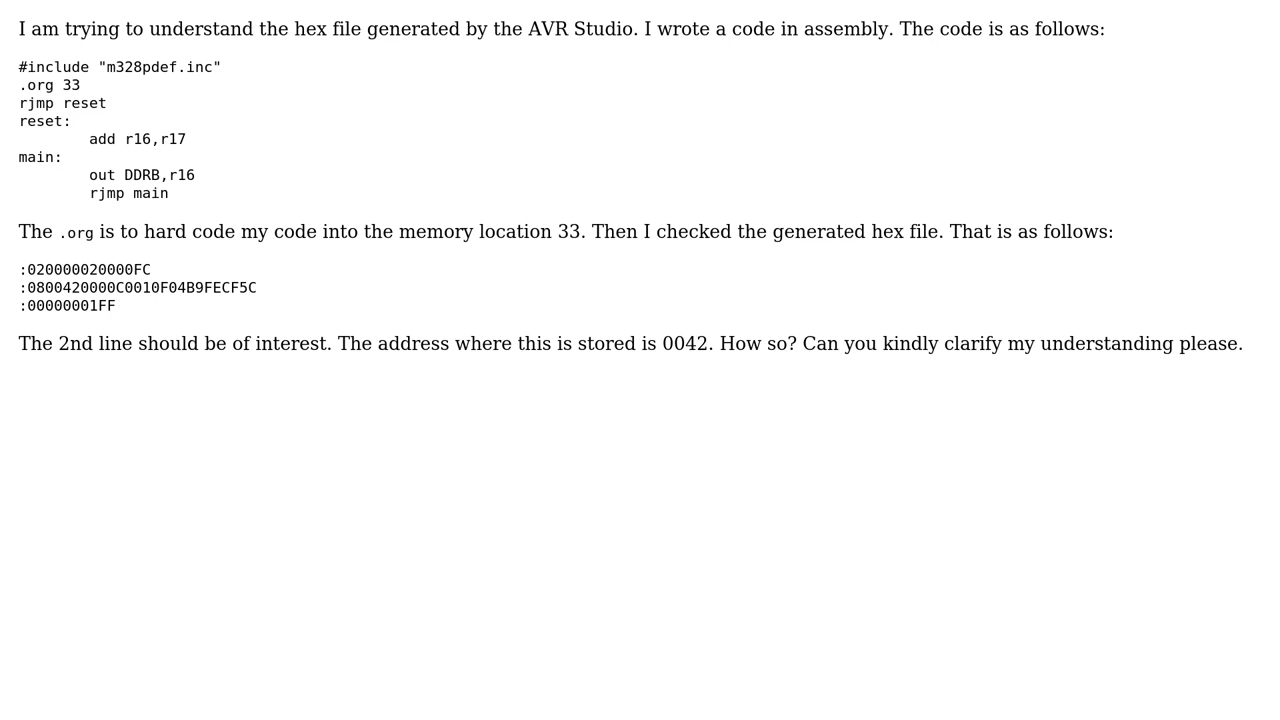 I am trying to understand the hex file generated by the AVR Studio. I wrote a code in assembly. The code is as follows:
#include "m328pdef.inc"
.org 33
rjmp reset
reset:
        add r16,r17
main:
        out DDRB,r16
        rjmp main
The .org is to hard code my code into the memory location 33. Then I checked the generated hex file. That is as follows:
:020000020000FC
:0800420000C0010F04B9FECF5C
:00000001FF
The 2nd line should be of interest. The address where this is stored is 0042. How so? Can you kindly clarify my understanding please.